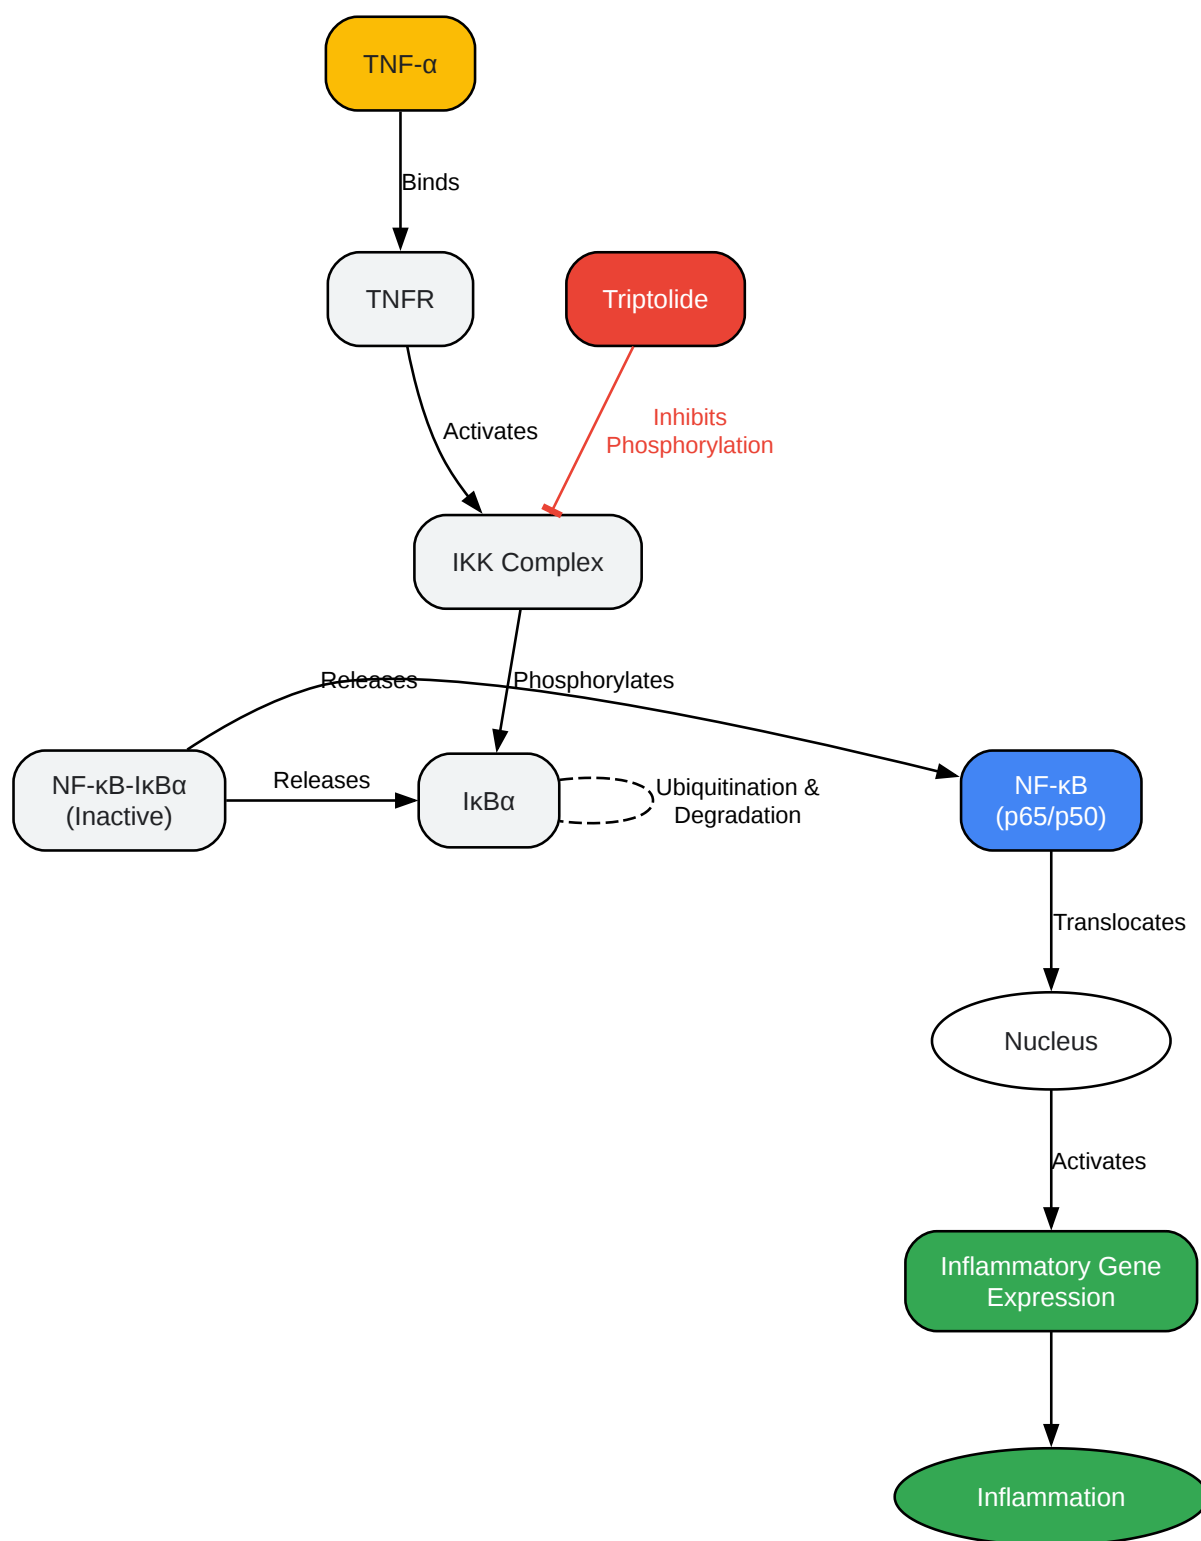 TNF-α
Binds
TNFR
Triptolide
Activates
Inhibits
Phosphorylation
IKK Complex
Releases
Phosphorylates
NF-κB-IκBα
(Inactive)
Releases
IκBα
Ubiquitination &
Degradation
NF-κB
(p65/p50)
Translocates
Nucleus
Activates
Inflammatory Gene
Expression
Inflammation